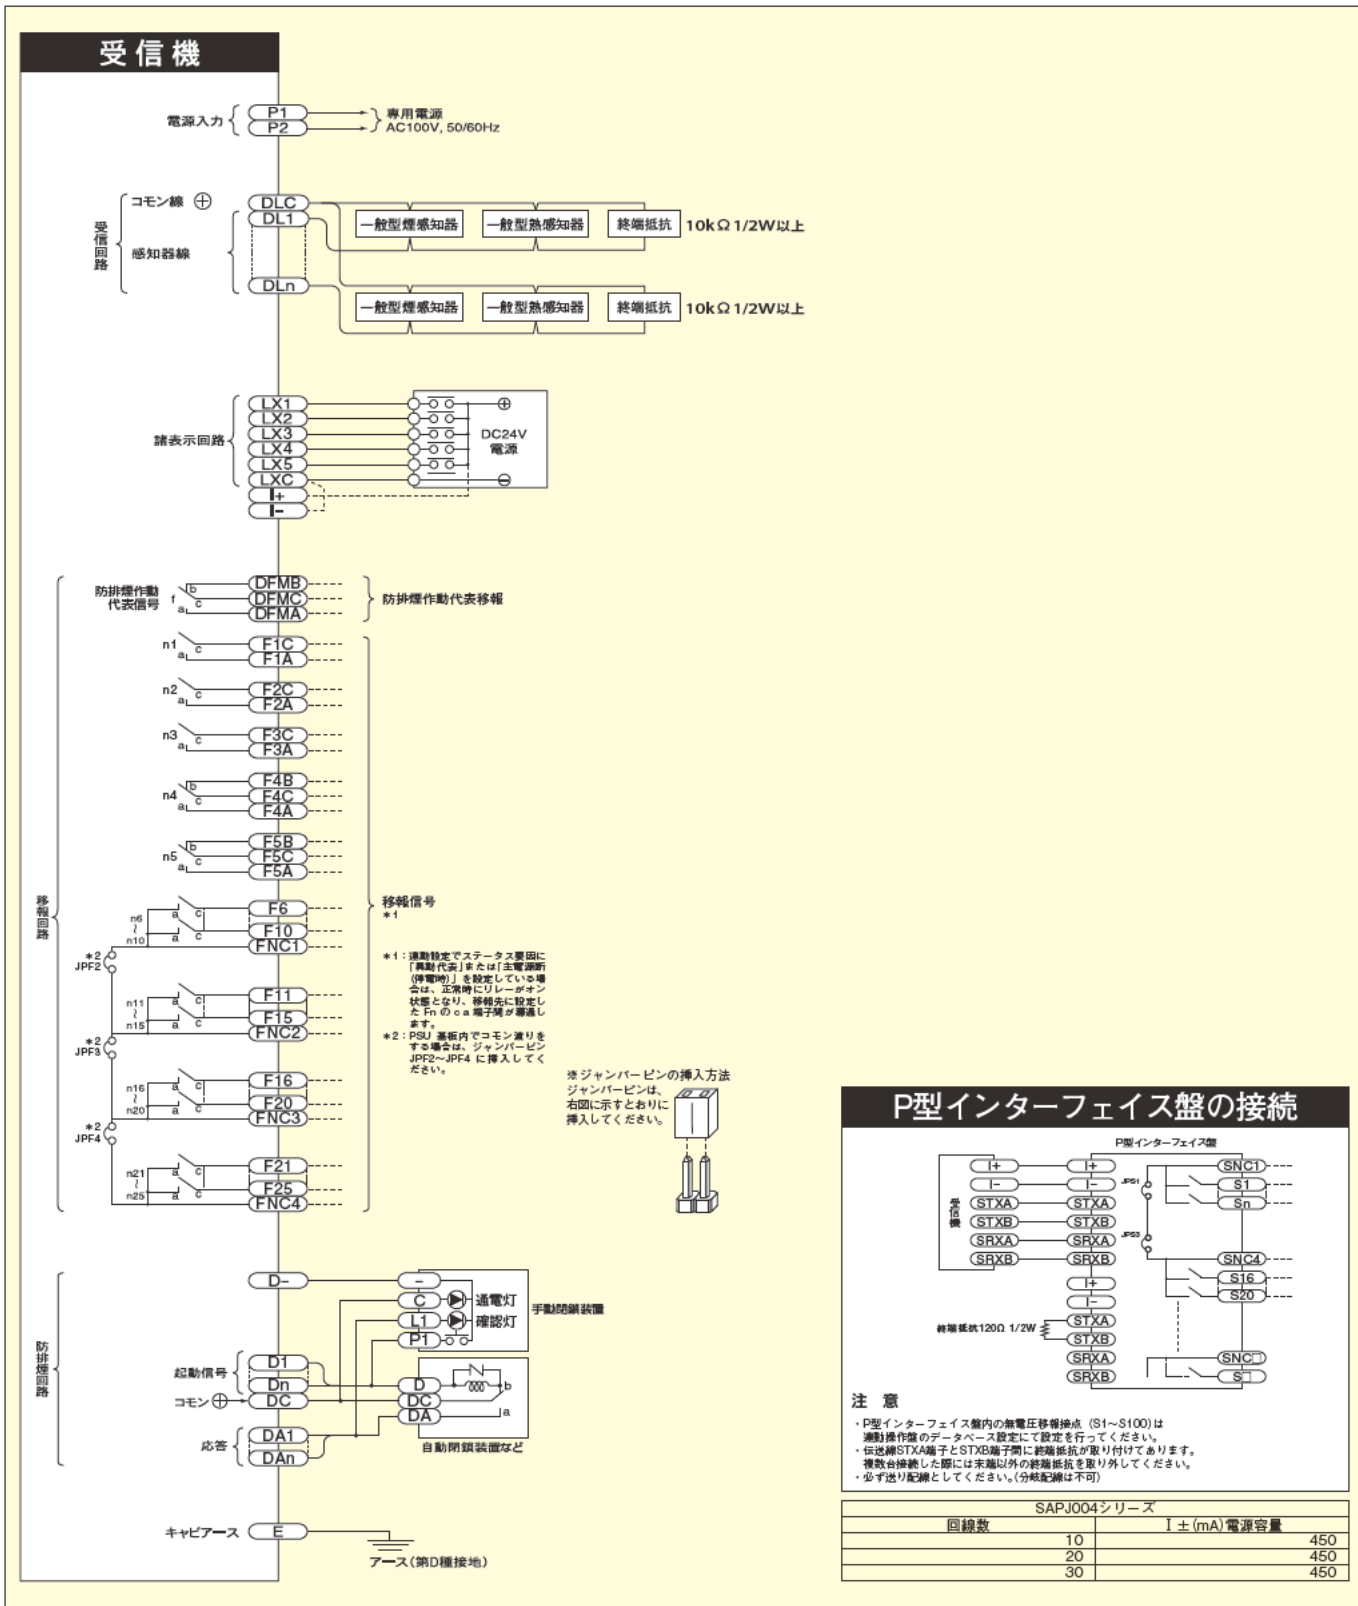 受信機
電源入力
P1
P2
専用電源
AC100V, 50/60Hz
受信回路
コモン線 ⊕
感知器線
DLC
DL1
DLn
一般型煙感知器
一般型熱感知器
終端抵抗
10kΩ 1/2W以上
一般型煙感知器
一般型熱感知器
終端抵抗
10kΩ 1/2W以上
諸表示回路
LX1
LX2
LX3
LX4
LX5
LXC
I+
I-
⊕
DC24V
電源
⊖
移報回路
防排煙作動
代表信号
f
b
c
a
DFMB
DFMC
DFMA
防排煙作動代表移報
n1
a
c
F1C
F1A
n2
a
c
F2C
F2A
n3
a
c
F3C
F3A
n4
b
c
a
F4B
F4C
F4A
n5
b
c
a
F5B
F5C
F5A
移報信号
*1
n6
~
n10
a
c
a
c
F6
F10
FNC1
*2
JPF2
n11
~
n15
a
c
a
c
F11
F15
FNC2
*2
JPF3
n16
~
n20
a
c
a
c
F16
F20
FNC3
*2
JPF4
n21
~
n25
a
c
a
c
F21
F25
FNC4
*1:連動設定でステータス要因に
「異動代表」または「主電源断
(停電時)」を設定している場
合は、正常時にリレーがオン
状態となり、移報先に設定し
た Fn の c a 端子間が導通し
ます。
*2:PSU 基板内でコモン渡りを
する場合は、ジャンパーピン
JPF2～JPF4 に挿入してく
ださい。
※ジャンパーピンの挿入方法
ジャンパーピンは、
右図に示すとおりに
挿入してください。
防排煙回路
D-
起動信号
D1
Dn
コモン⊕
DC
応答
DA1
DAn
-
C
L1
P1
通電灯
確認灯
手動閉鎖装置
D
DC
DA
b
a
自動閉鎖装置など
キャビアース
E
アース(第D種接地)
P型インターフェイス盤の接続
P型インターフェイス盤
受信機
I+
I-
STXA
STXB
SRXA
SRXB
I+
I-
STXA
STXB
SRXA
SRXB
I+
I-
STXA
STXB
SRXA
SRXB
終端抵抗120Ω 1/2W
JPS1
JPS3
SNC1
S1
Sn
SNC4
S16
S20
SNC□
S□
注 意
・P型インターフェイス盤内の無電圧移報接点 (S1～S100)は
連動操作盤のデータベース設定にて設定を行ってください。
・伝送線STXA端子とSTXB端子間に終端抵抗が取り付けてあります。
複数台接続した際には末端以外の終端抵抗を取り外してください。
・必ず送り配線としてください。(分岐配線は不可)
SAPJ004シリーズ
回線数 I±(mA)電源容量
10 450
20 450
30 450